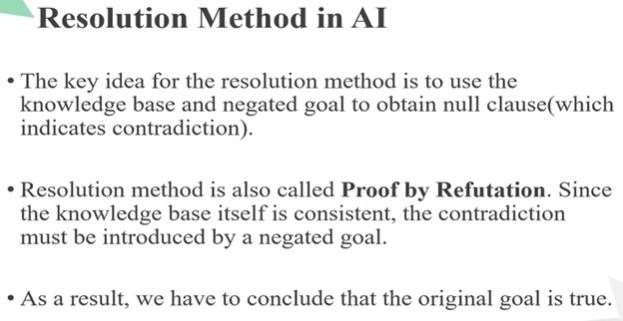 Resolution Method in AI
• The key idea for the resolution method is to use the
knowledge base and negated goal to obtain null clause(which
indicates contradiction).
• Resolution method is also called Proof by Refutation. Since
the knowledge base itself is consistent, the contradiction
must be introduced by a negated goal.
• As a result, we have to conclude that the original goal is true.